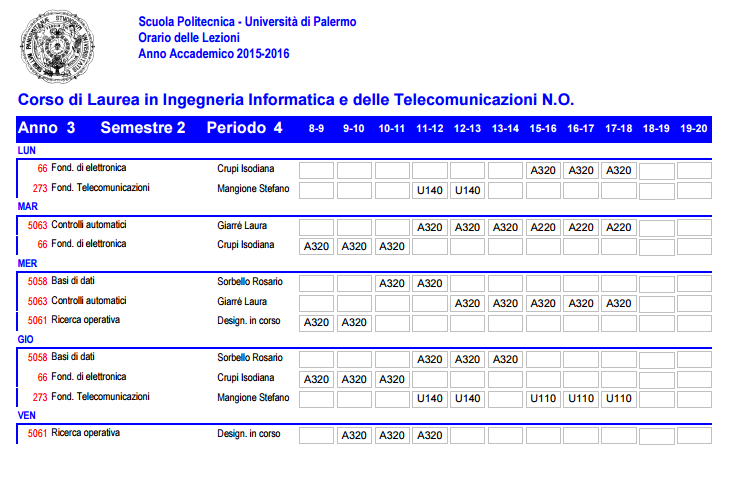 Scuola Politecnica - Università di Palermo
Orario delle Lezioni
Anno Accademico 2015-2016
Corso di Laurea in Ingegneria Informatica e delle Telecomunicazioni N.O.
Anno 3 Semestre 2 Periodo 4 8-9 9-10 10-11 11-12 12-13 13-14 15-16 16-17 17-18 18-19 19-20
LUN
66 Fond. di elettronica Crupi Isodiana A320 A320 A320
273 Fond. Telecomunicazioni Mangione Stefano U140 U140
MAR
5063 Controlli automatici Giarré Laura A320 A320 A320 A220 A220 A220
66 Fond. di elettronica Crupi Isodiana A320 A320 A320
MER
5058 Basi di dati Sorbello Rosario A320 A320
5063 Controlli automatici Giarré Laura A320 A320 A320 A320 A320
5061 Ricerca operativa Design. in corso A320 A320
GIO
5058 Basi di dati Sorbello Rosario A320 A320 A320
66 Fond. di elettronica Crupi Isodiana A320 A320 A320
273 Fond. Telecomunicazioni Mangione Stefano U140 U140 U110 U110 U110
VEN
5061 Ricerca operativa Design. in corso A320 A320 A320